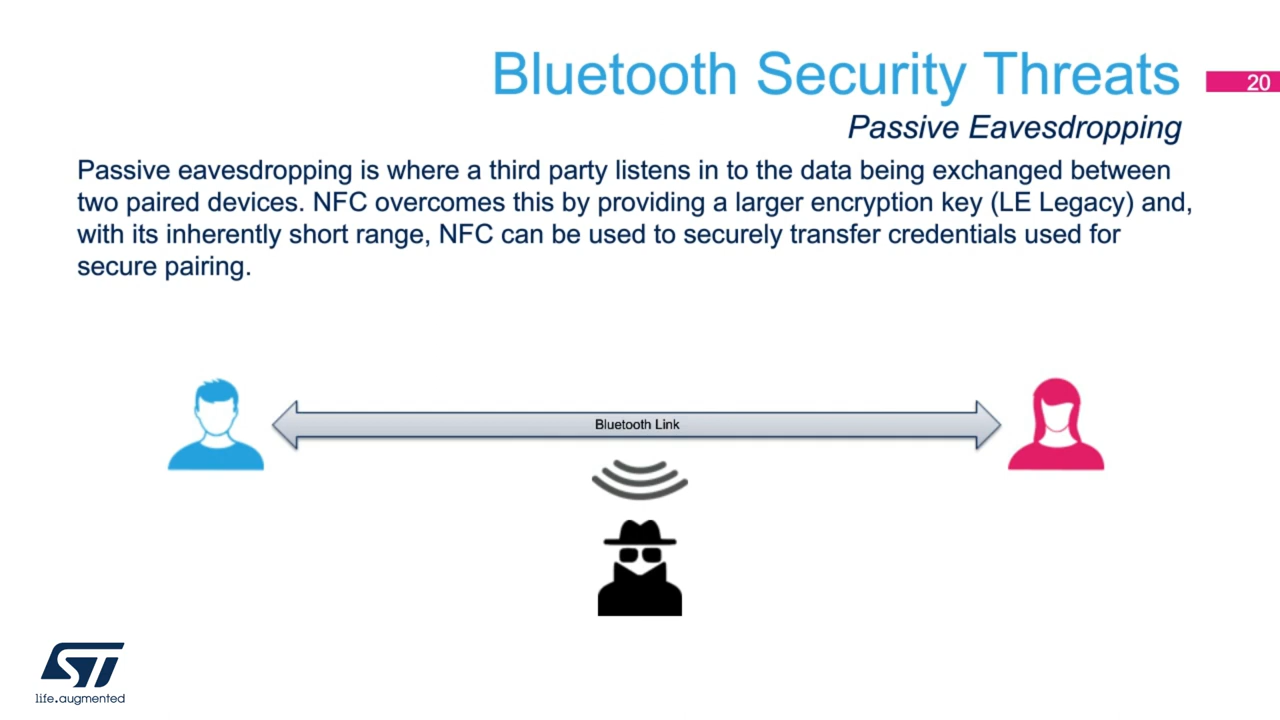 Bluetooth Security Threats
20
Passive Eavesdropping
Passive eavesdropping is where a third party listens in to the data being exchanged between
two paired devices. NFC overcomes this by providing a larger encryption key (LE Legacy) and,
with its inherently short range, NFC can be used to securely transfer credentials used for
secure pairing.
Bluetooth Link
ST
life.augmented